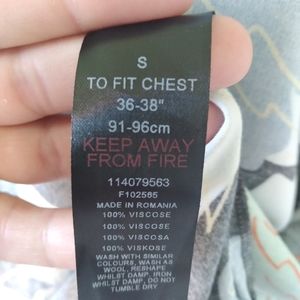 S
TO FIT CHEST
36-38"
91-96cm
KEEP AWAY
FROM FIRE
114079563
F102565
MADE IN ROMANIA
100% VISCOSE
100% VISCOSE
100% VISCOSA
100% VISKOSE
WASH WITH SIMILAR
COLOURS, WASH AS
WOOL, RESHAPE
WHILST DAMP, IRON
WHILST DAMP, DO NOT
TUMBLE DRY